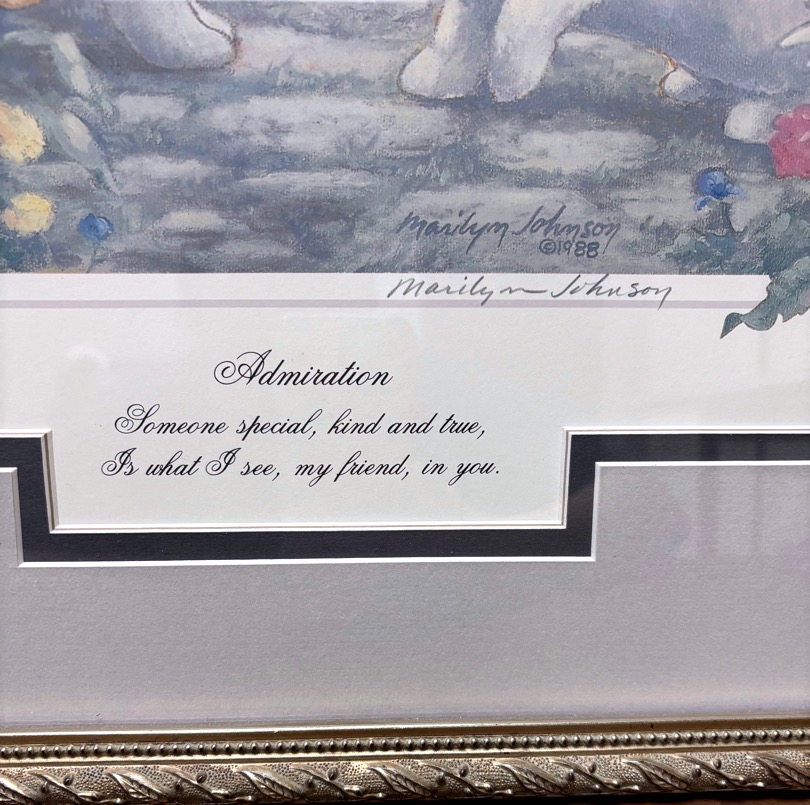 Marilyn Johnson
©1988
Marilyn Johnson
Admiration
Someone special, kind and true,
Is what I see, my friend, in you.